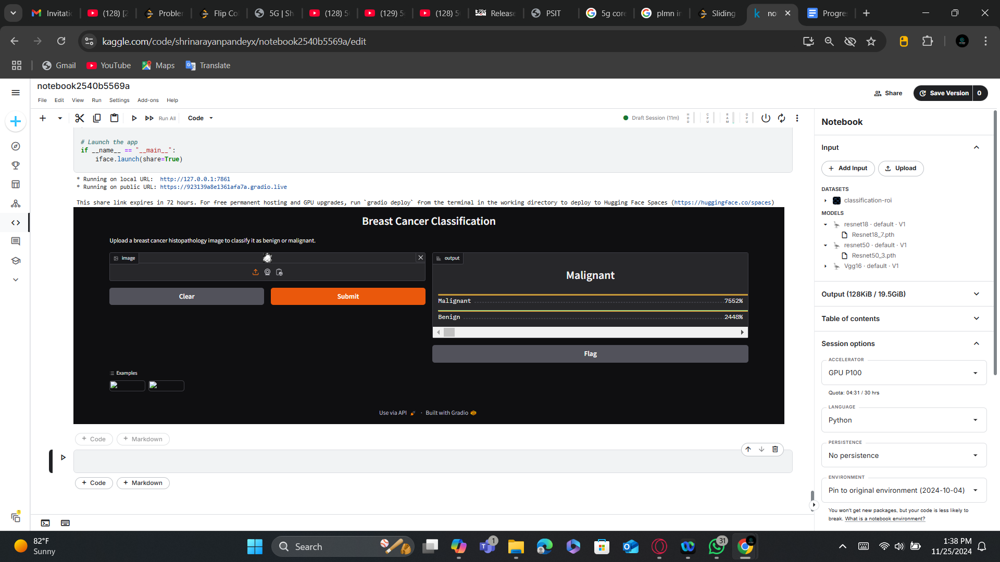 Invitatio
(128) [2
Problem
Flip Co
5G | Sh
(128) 5
(129) 5
(128) 5
Release
PSIT
5g core
plmn in
Sliding
no
Progres
kaggle.com/code/shrinarayanpandeyx/notebook2540b5569a/edit
Gmail
YouTube
Maps
Translate
notebook2540b5569a
File
Edit
View
Run
Settings
Add-ons
Help
Share
Save Version
0
Run All
Code
Draft Session (11m)
HDD
CPU
RAM
GPU
# Launch the app
if __name__ == "__main__":
iface.launch(share=True)
* Running on local URL:  http://127.0.0.1:7861
* Running on public URL: https://923139a8e1361afa7a.gradio.live
This share link expires in 72 hours. For free permanent hosting and GPU upgrades, run `gradio deploy` from the terminal in the working directory to deploy to Hugging Face Spaces (https://huggingface.co/spaces)
Breast Cancer Classification
Upload a breast cancer histopathology image to classify it as benign or malignant.
image
Clear
Submit
output
Malignant
Malignant 7552%
Benign 2448%
Flag
Examples
Use via API
·
Built with Gradio
+ Code
+ Markdown
+ Code
+ Markdown
Notebook
Input
+ Add Input
Upload
DATASETS
classification-roi
MODELS
resnet18 · default · V1
Resnet18_7.pth
resnet50 · default · V1
Resnet50_3.pth
Vgg16 · default · V1
Output (128KiB / 19.5GiB)
Table of contents
Session options
ACCELERATOR
GPU P100
Quota: 04:31 / 30 hrs
LANGUAGE
Python
PERSISTENCE
No persistence
ENVIRONMENT
Pin to original environment (2024-10-04)
You won't get new packages, but your code is less likely to
break. What is a notebook environment?
1
82°F
Sunny
Search
1
31
1:38 PM
11/25/2024